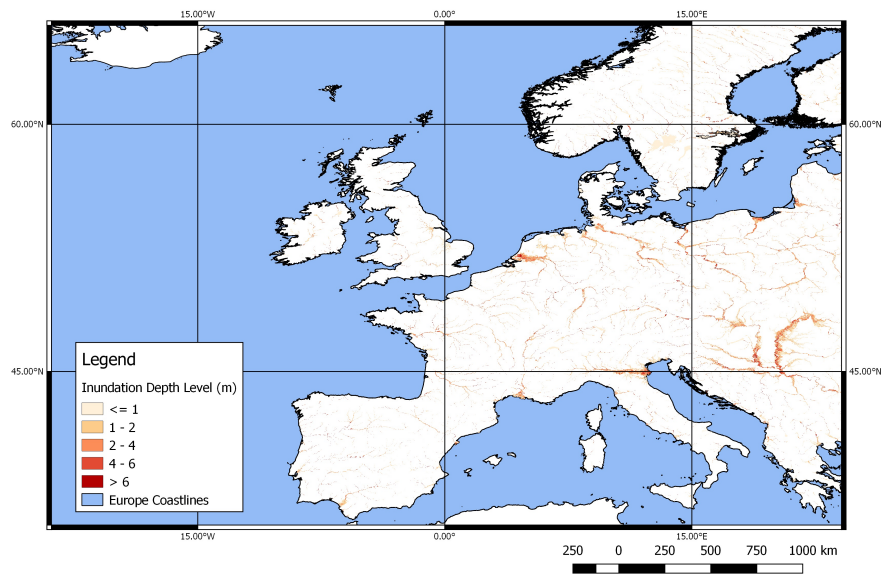 15.00°W 0.00° 15.00°E
60.00°N 60.00°N
45.00°N 45.00°N
Legend
Inundation Depth Level (m)
<= 1
1 - 2
2 - 4
4 - 6
> 6
Europe Coastlines
15.00°W 0.00° 15.00°E
250 0 250 500 750 1000 km